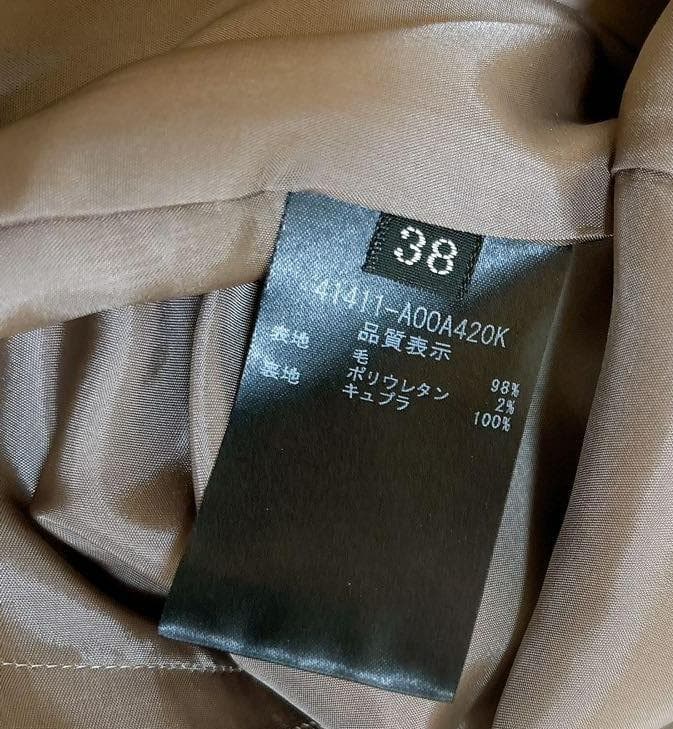 38
41411-A00A420K
品質表示
表地 毛 98%
ポリウレタン 2%
裏地 キュプラ 100%